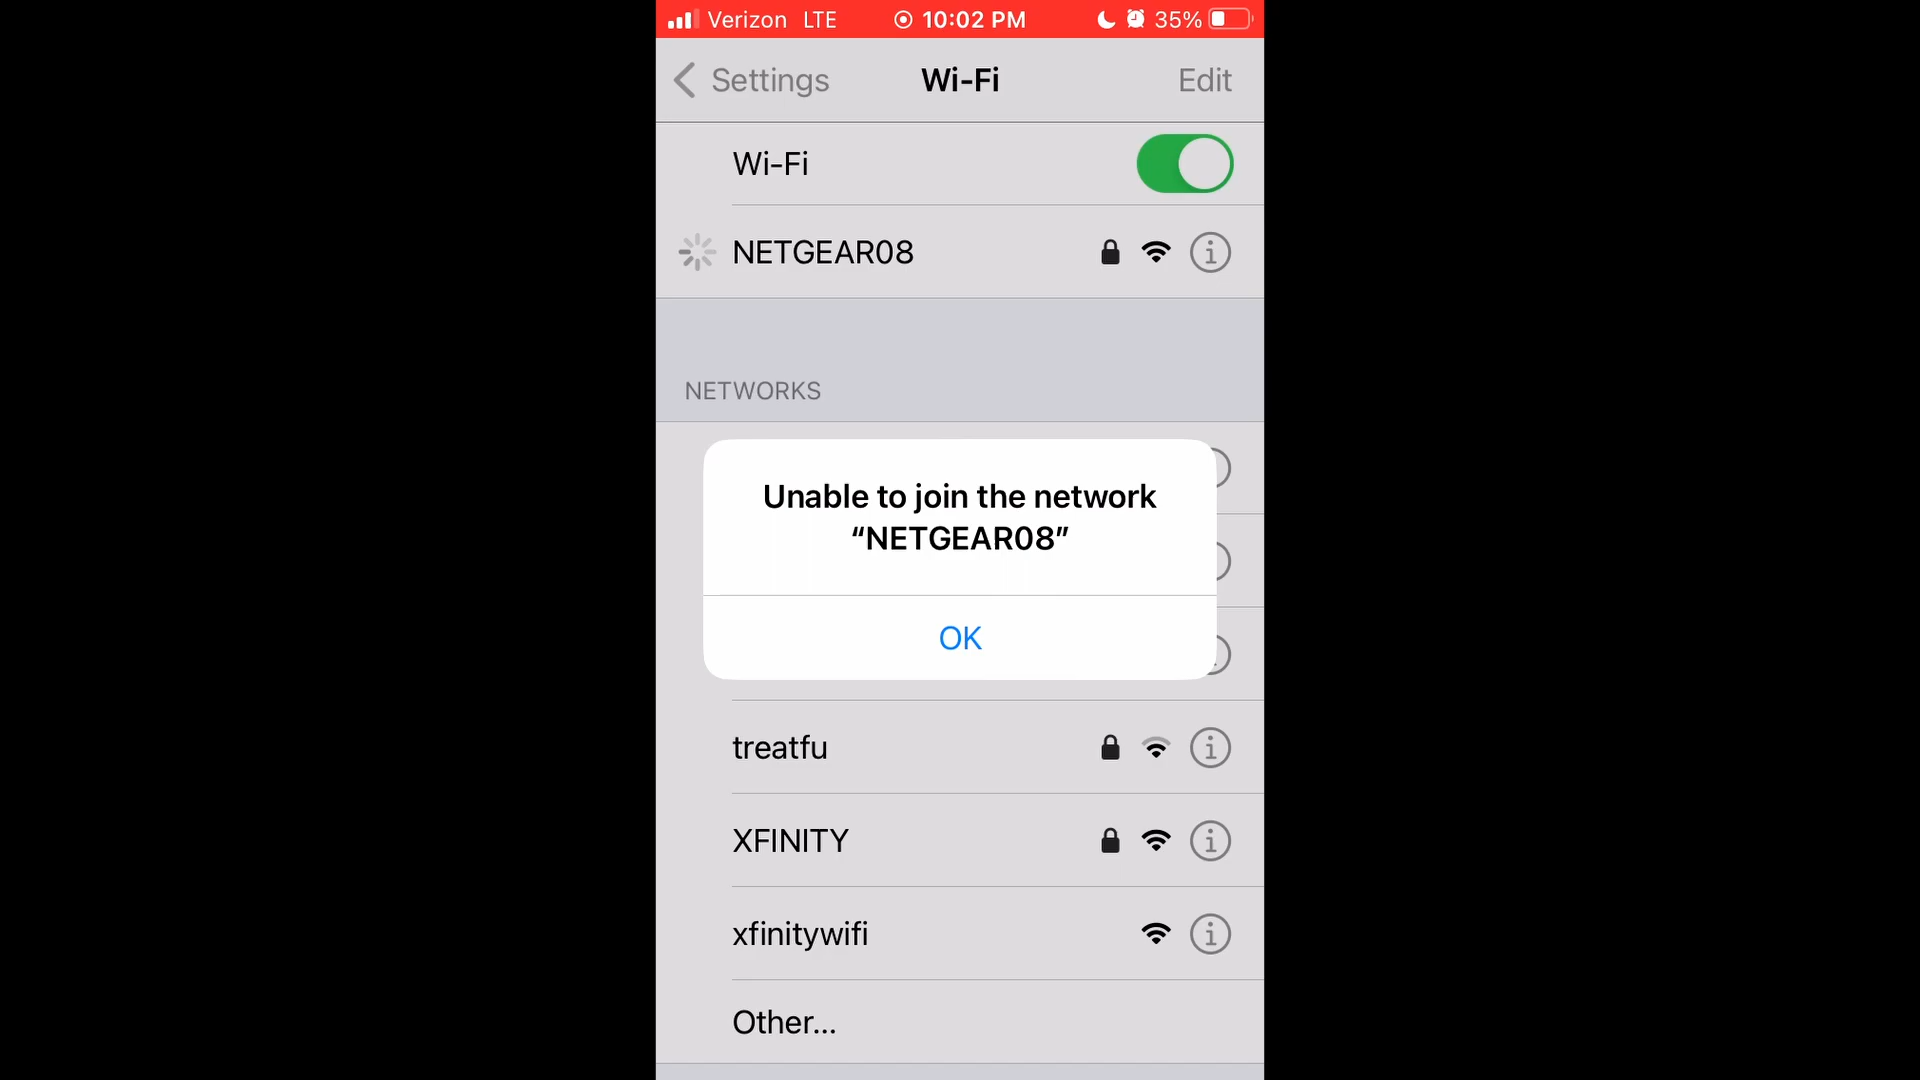 Verizon LTE 10:02 PM 35%
Settings Wi-Fi Edit
Wi-Fi
NETGEAR08
NETWORKS
Unable to join the network
“NETGEAR08”
OK
treatfu
XFINITY
xfinitywifi
Other...